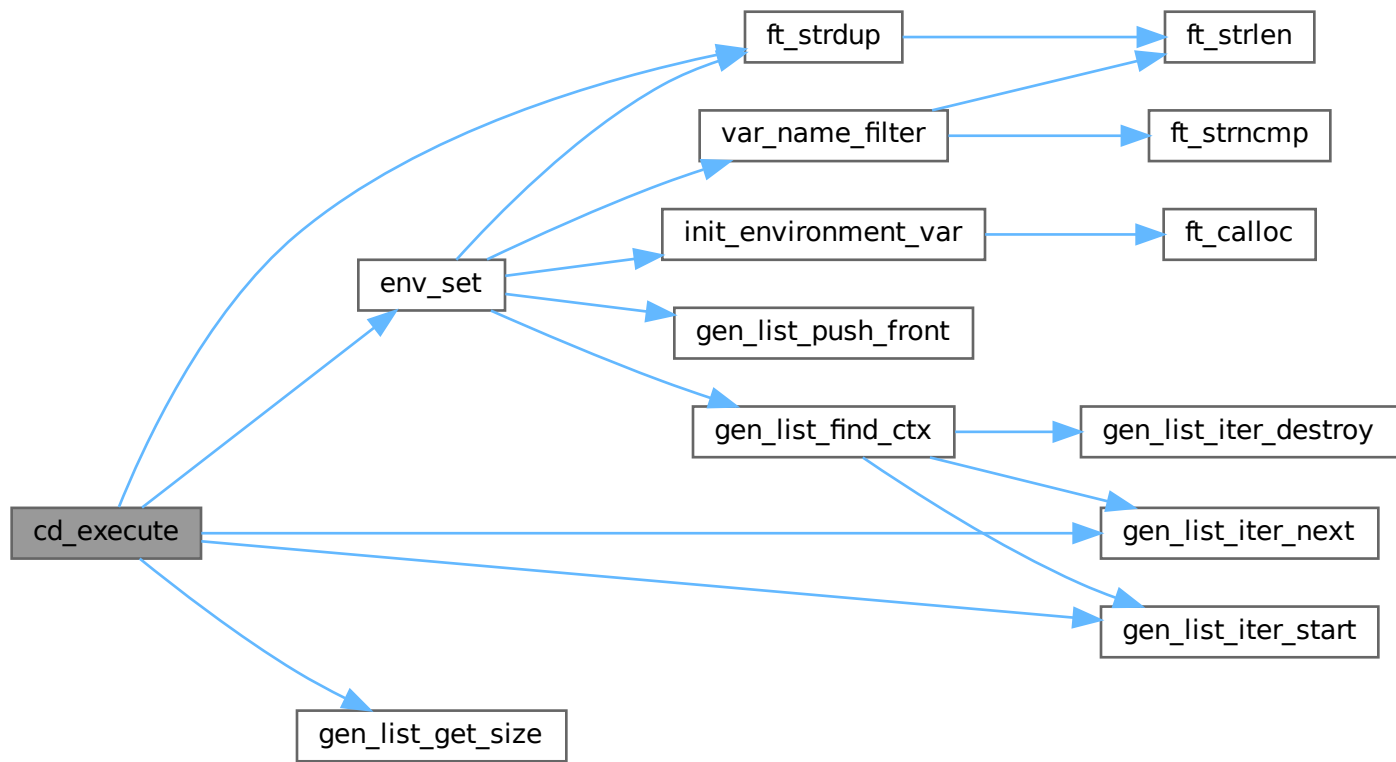 ft_strdup
ft_strlen
var_name_filter
ft_strncmp
init_environment_var
ft_calloc
env_set
gen_list_push_front
gen_list_find_ctx
gen_list_iter_destroy
cd_execute
gen_list_iter_next
gen_list_iter_start
gen_list_get_size